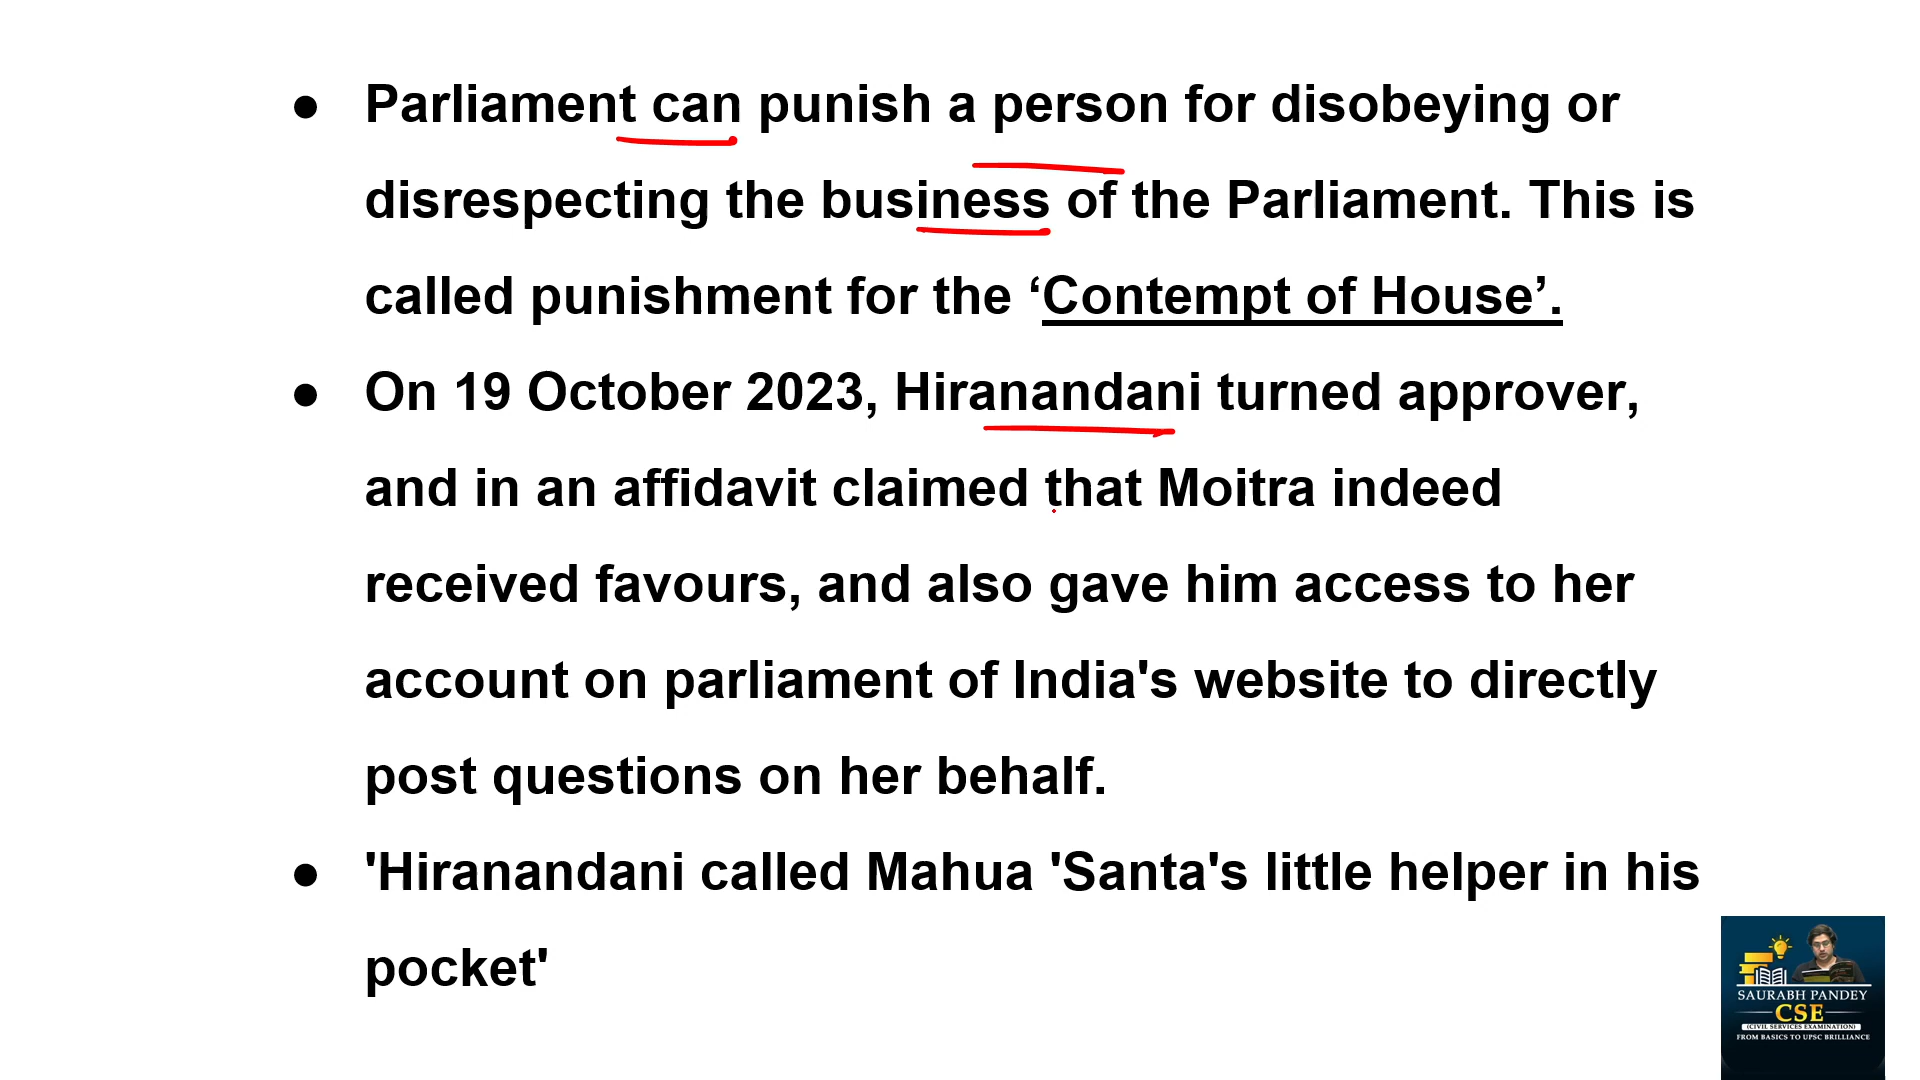 ● Parliament can punish a person for disobeying or
disrespecting the business of the Parliament. This is
called punishment for the ‘Contempt of House’.
● On 19 October 2023, Hiranandani turned approver,
and in an affidavit claimed that Moitra indeed
received favours, and also gave him access to her
account on parliament of India's website to directly
post questions on her behalf.
● 'Hiranandani called Mahua 'Santa's little helper in his
pocket'
SAURABH PANDEY
CSE
(CIVIL SERVICES EXAMINATION)
FROM BASICS TO UPSC BRILLIANCE